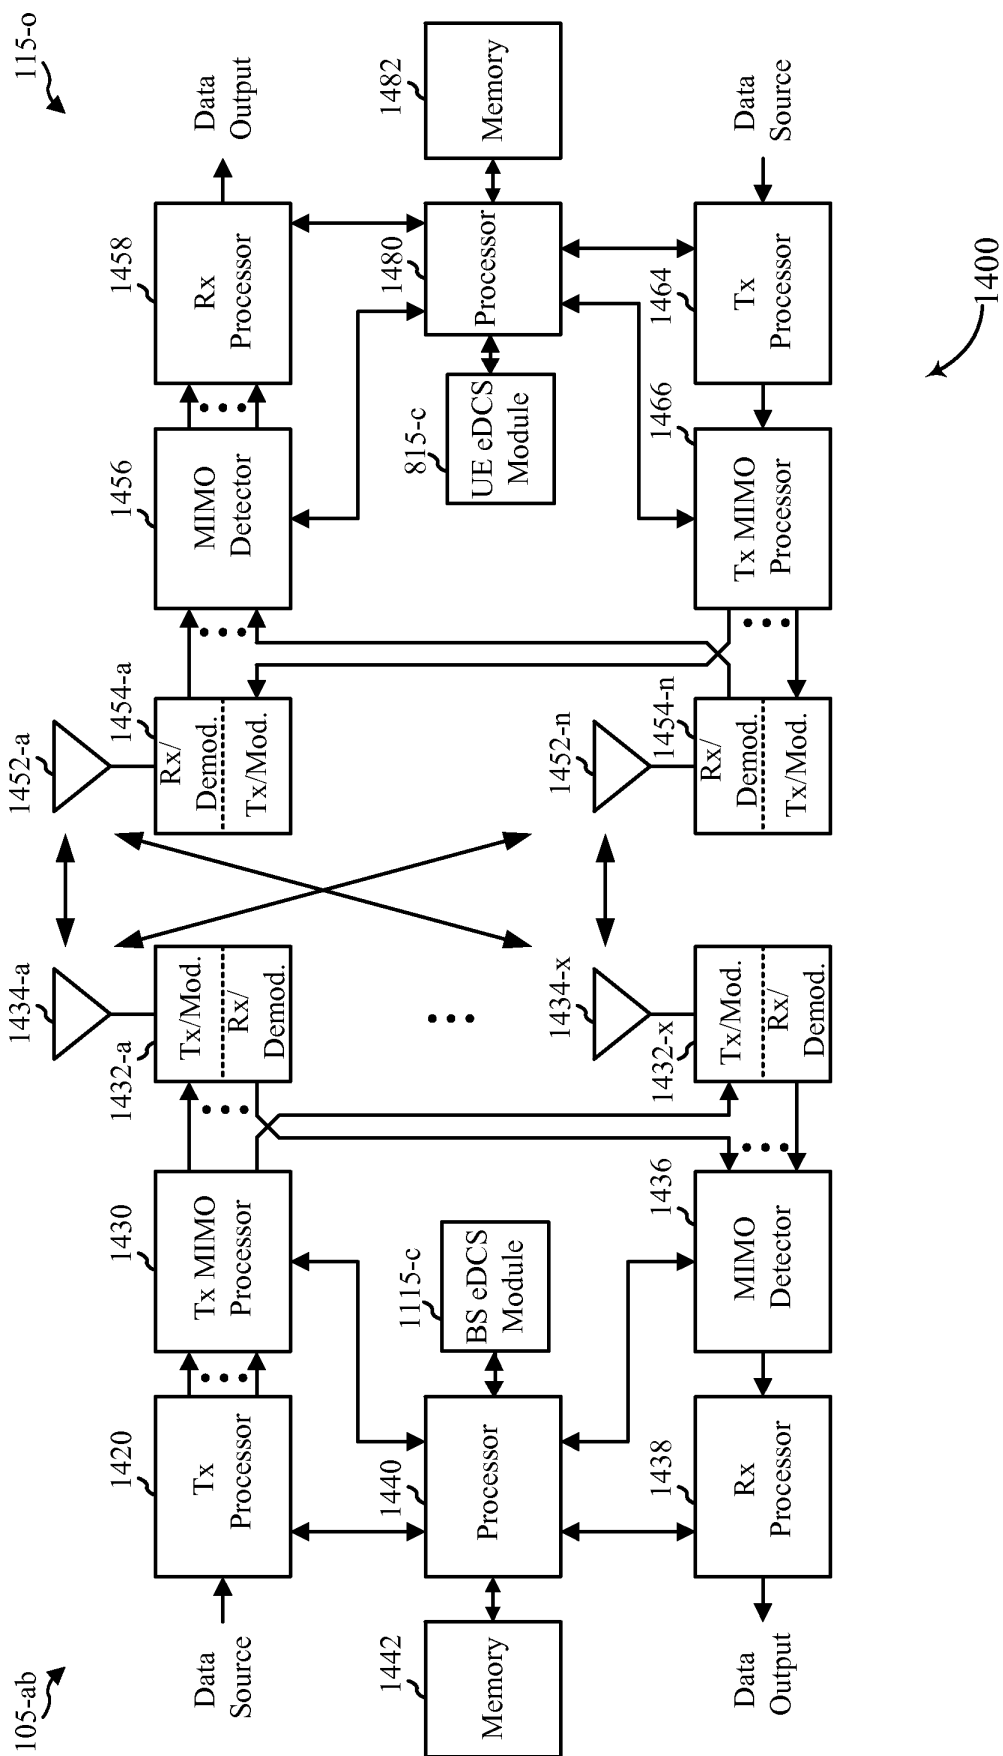 105-ab
115-o
Data
Source
1420
Tx
Processor
1430
Tx MIMO
Processor
1432-a
Tx/Mod.
Rx/
Demod.
1434-a
1452-a
1454-a
Rx/
Demod.
Tx/Mod.
1456
MIMO
Detector
1458
Rx
Processor
Data
Output
1442
Memory
1440
Processor
1115-c
BS eDCS
Module
815-c
UE eDCS
Module
1480
Processor
1482
Memory
Data
Output
1438
Rx
Processor
1436
MIMO
Detector
1432-x
Tx/Mod.
Rx/
Demod.
1434-x
1452-n
1454-n
Rx/
Demod.
Tx/Mod.
1466
Tx MIMO
Processor
1464
Tx
Processor
Data
Source
1400